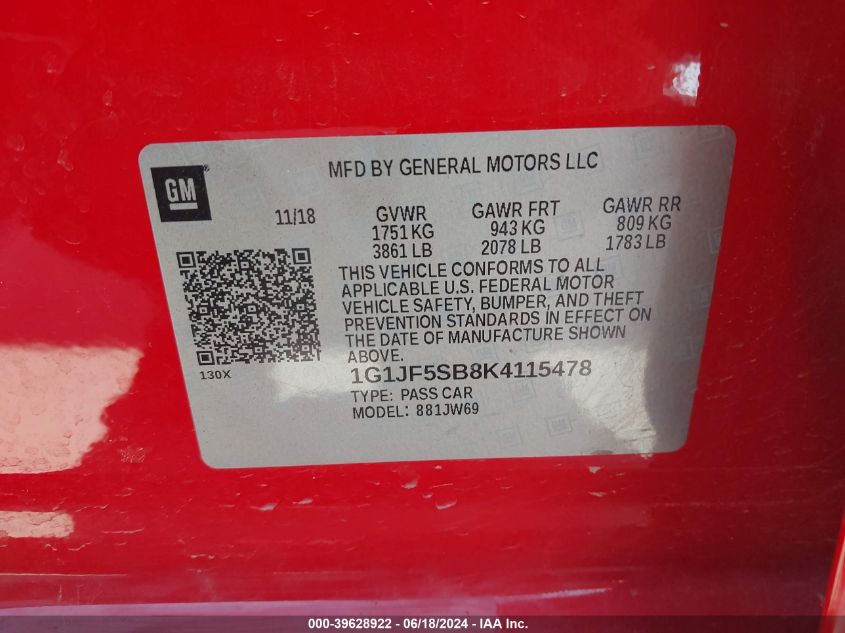 GM
MFD BY GENERAL MOTORS LLC
11/18
GVWR
1751 KG
3861 LB
GAWR FRT
943 KG
2078 LB
GAWR RR
809 KG
1783 LB
THIS VEHICLE CONFORMS TO ALL
APPLICABLE U.S. FEDERAL MOTOR
VEHICLE SAFETY, BUMPER, AND THEFT
PREVENTION STANDARDS IN EFFECT ON
THE DATE OF MANUFACTURE SHOWN
ABOVE.
130X
1G1JF5SB8K4115478
TYPE: PASS CAR
MODEL: 881JW69
000-39628922 - 06/18/2024 - IAAI.com